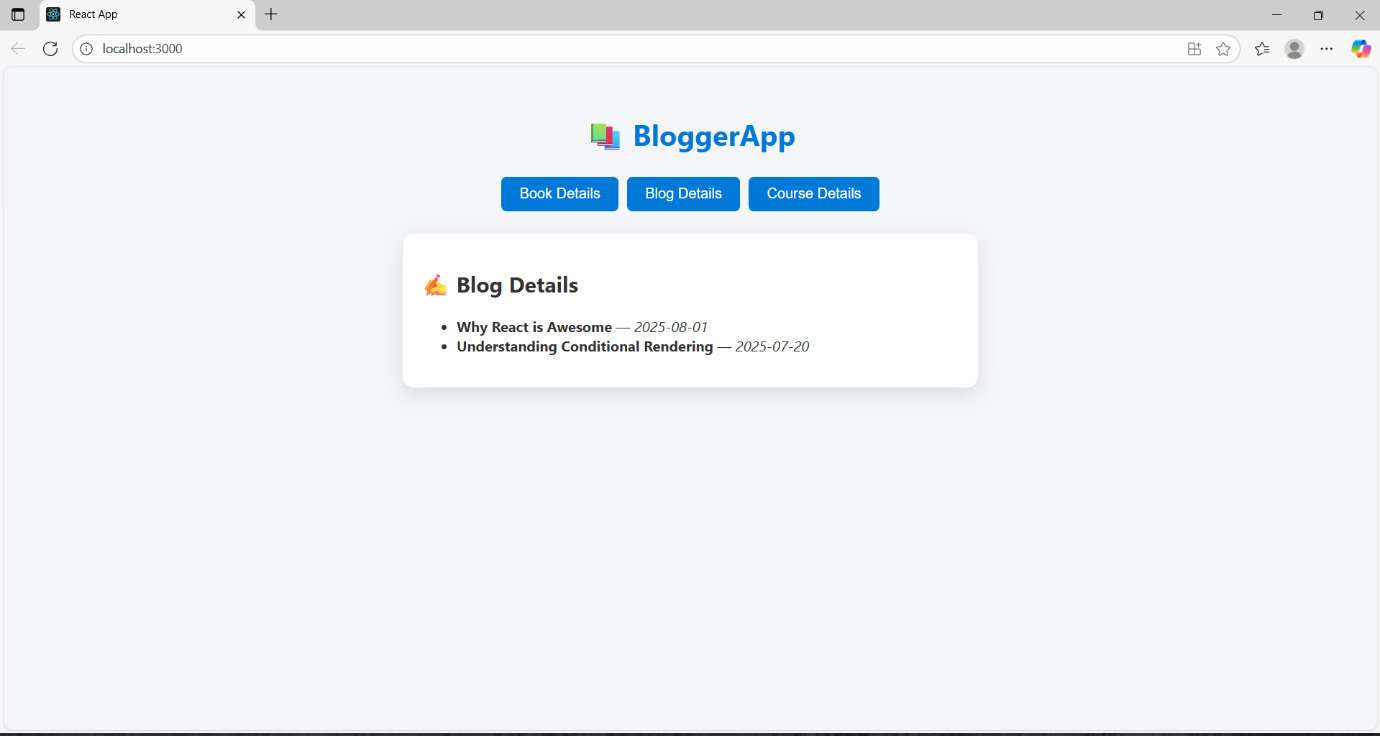 React App
localhost:3000
BloggerApp
Book Details Blog Details Course Details
Blog Details
• Why React is Awesome — 2025-08-01
• Understanding Conditional Rendering — 2025-07-20